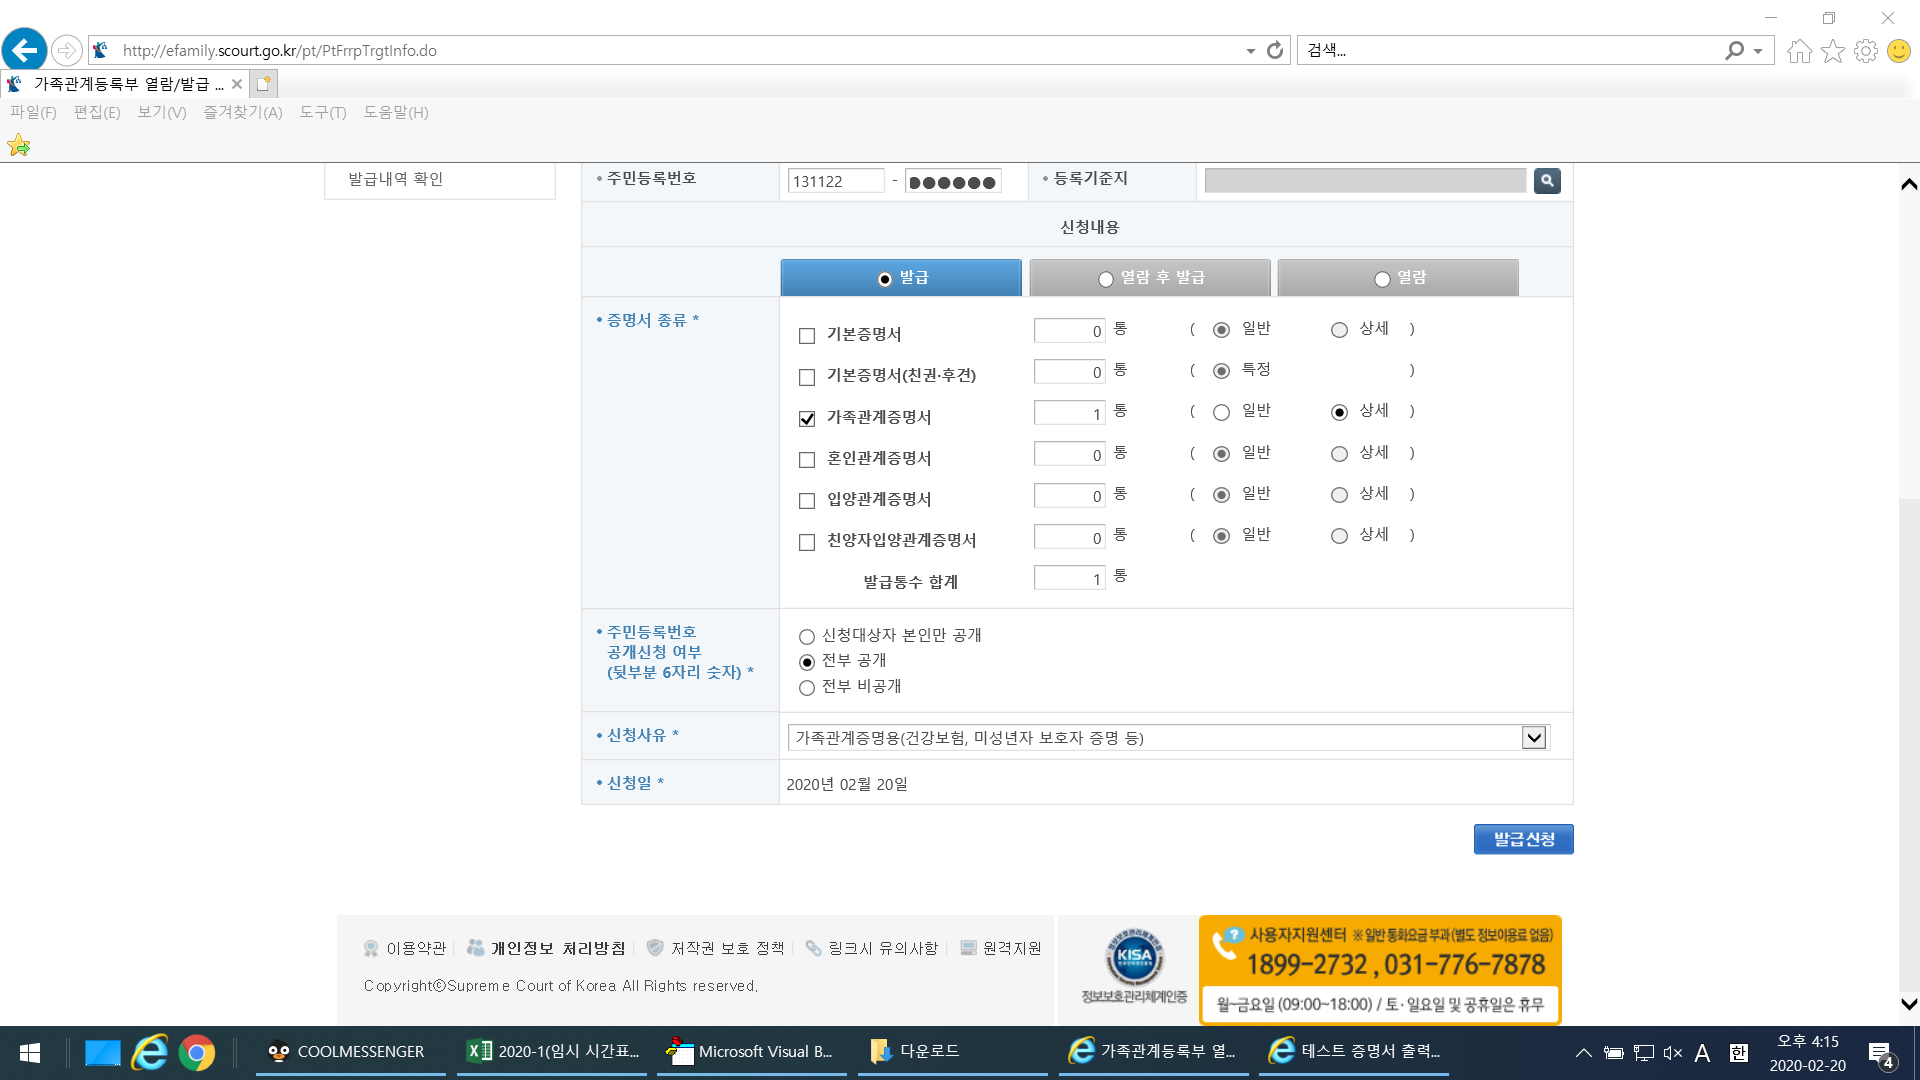 http://efamily.scourt.go.kr/pt/PtFrrpTrgtInfo.do
검색...
가족관계등록부 열람/발급 ...
파일(F) 편집(E) 보기(V) 즐겨찾기(A) 도구(T) 도움말(H)
발급내역 확인
• 주민등록번호
131122 - ●●●●●●
• 등록기준지
신청내용
발급
열람 후 발급
열람
• 증명서 종류 *
기본증명서 0 통 ( 일반 상세 )
기본증명서(친권·후견) 0 통 ( 특정 )
가족관계증명서 1 통 ( 일반 상세 )
혼인관계증명서 0 통 ( 일반 상세 )
입양관계증명서 0 통 ( 일반 상세 )
친양자입양관계증명서 0 통 ( 일반 상세 )
발급통수 합계 1 통
• 주민등록번호
공개신청 여부
(뒷부분 6자리 숫자) *
신청대상자 본인만 공개
전부 공개
전부 비공개
• 신청사유 *
가족관계증명용(건강보험, 미성년자 보호자 증명 등)
• 신청일 *
2020년 02월 20일
발급신청
이용약관 개인정보 처리방침 저작권 보호 정책 링크시 유의사항 원격지원
CopyrightⓒSupreme Court of Korea All Rights reserved.
KISA
정보보호관리체계인증
사용자지원센터 ※일반 통화요금 부과(별도 정보이용료 없음)
1899-2732 , 031-776-7878
월~금요일 (09:00~18:00) / 토·일요일 및 공휴일은 휴무
COOLMESSENGER
2020-1(임시 시간표...
Microsoft Visual B...
다운로드
가족관계등록부 열...
테스트 증명서 출력...
A
한
오후 4:15
2020-02-20
4